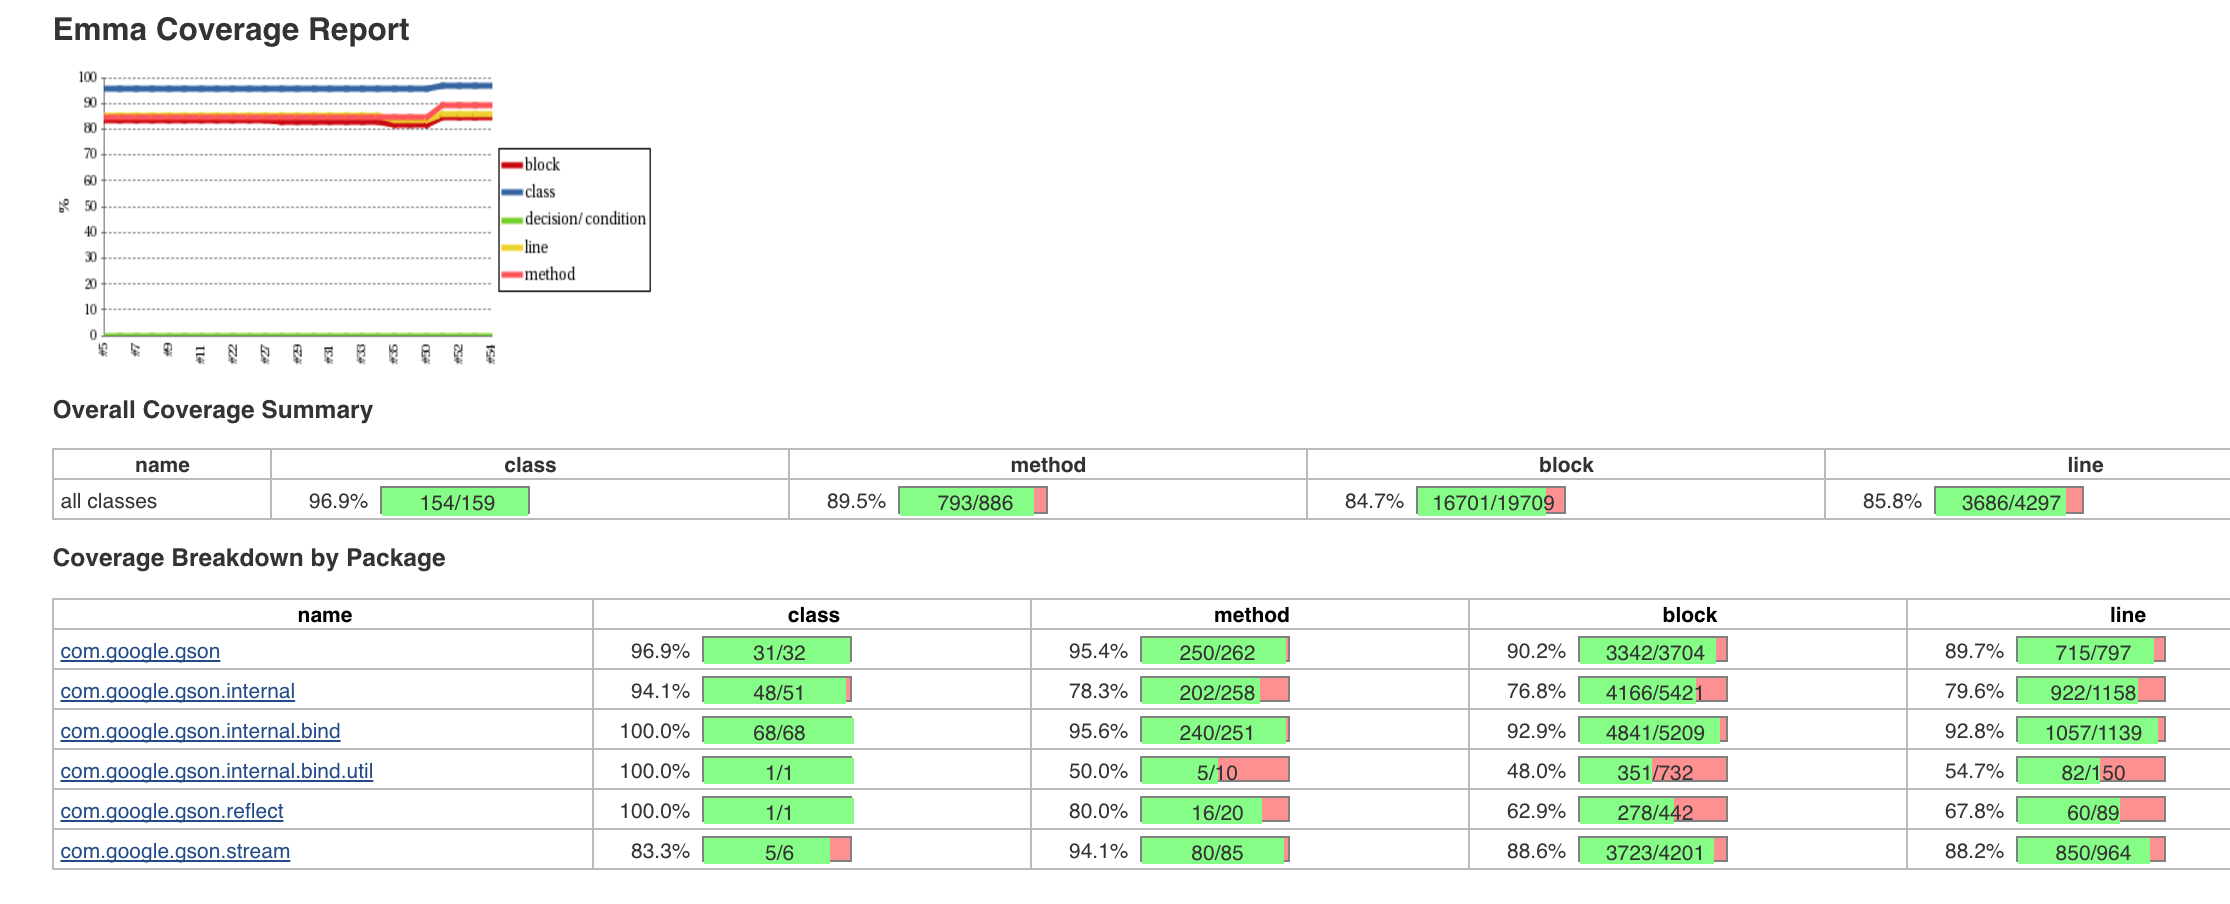 Emma Coverage Report
100
90
80
70
60
50
40
30
20
10
0
%
#5 #7 #9 #11 #22 #27 #29 #31 #33 #35 #50 #52 #54
block
class
decision/condition
line
method
Overall Coverage Summary
name class method block line
all classes 96.9% 154/159 89.5% 793/886 84.7% 16701/19709 85.8% 3686/4297
Coverage Breakdown by Package
name class method block line
com.google.gson 96.9% 31/32 95.4% 250/262 90.2% 3342/3704 89.7% 715/797
com.google.gson.internal 94.1% 48/51 78.3% 202/258 76.8% 4166/5421 79.6% 922/1158
com.google.gson.internal.bind 100.0% 68/68 95.6% 240/251 92.9% 4841/5209 92.8% 1057/1139
com.google.gson.internal.bind.util 100.0% 1/1 50.0% 5/10 48.0% 351/732 54.7% 82/150
com.google.gson.reflect 100.0% 1/1 80.0% 16/20 62.9% 278/442 67.8% 60/89
com.google.gson.stream 83.3% 5/6 94.1% 80/85 88.6% 3723/4201 88.2% 850/964